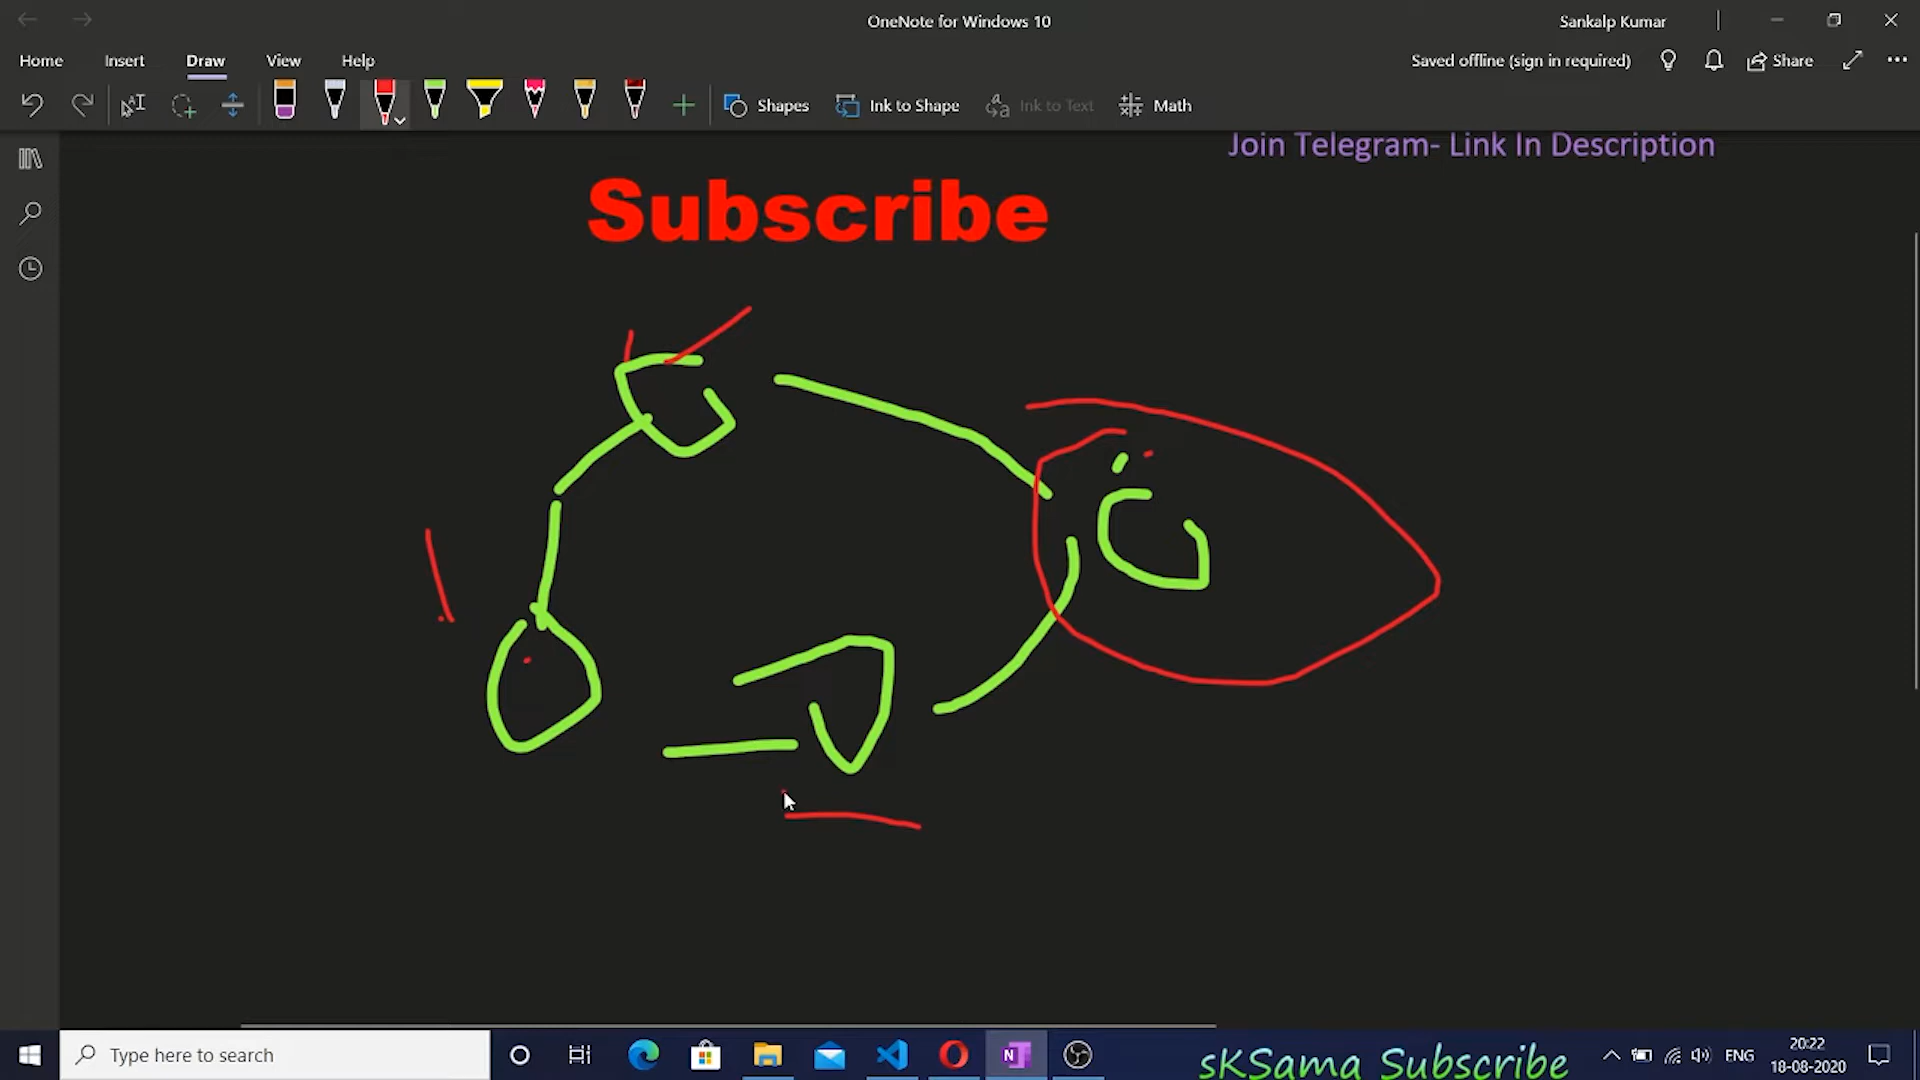 OneNote for Windows 10
Sankalp Kumar
Home Insert Draw View Help
Saved offline (sign in required)
Share
Shapes
Ink to Shape
Ink to Text
Math
Join Telegram- Link In Description
Subscribe
Type here to search
sKSama Subscribe
ENG
20:22
18-08-2020